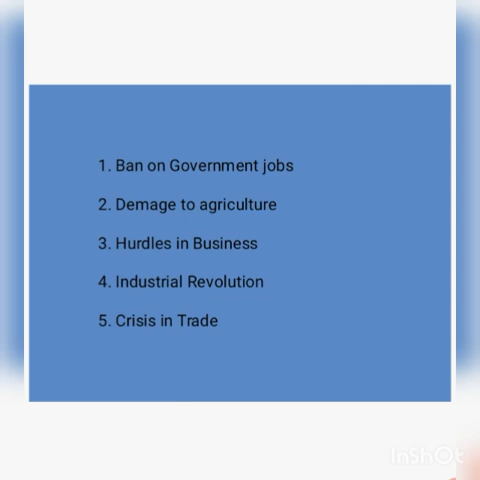 1. Ban on Government jobs
2. Demage to agriculture
3. Hurdles in Business
4. Industrial Revolution
5. Crisis in Trade
InShOt